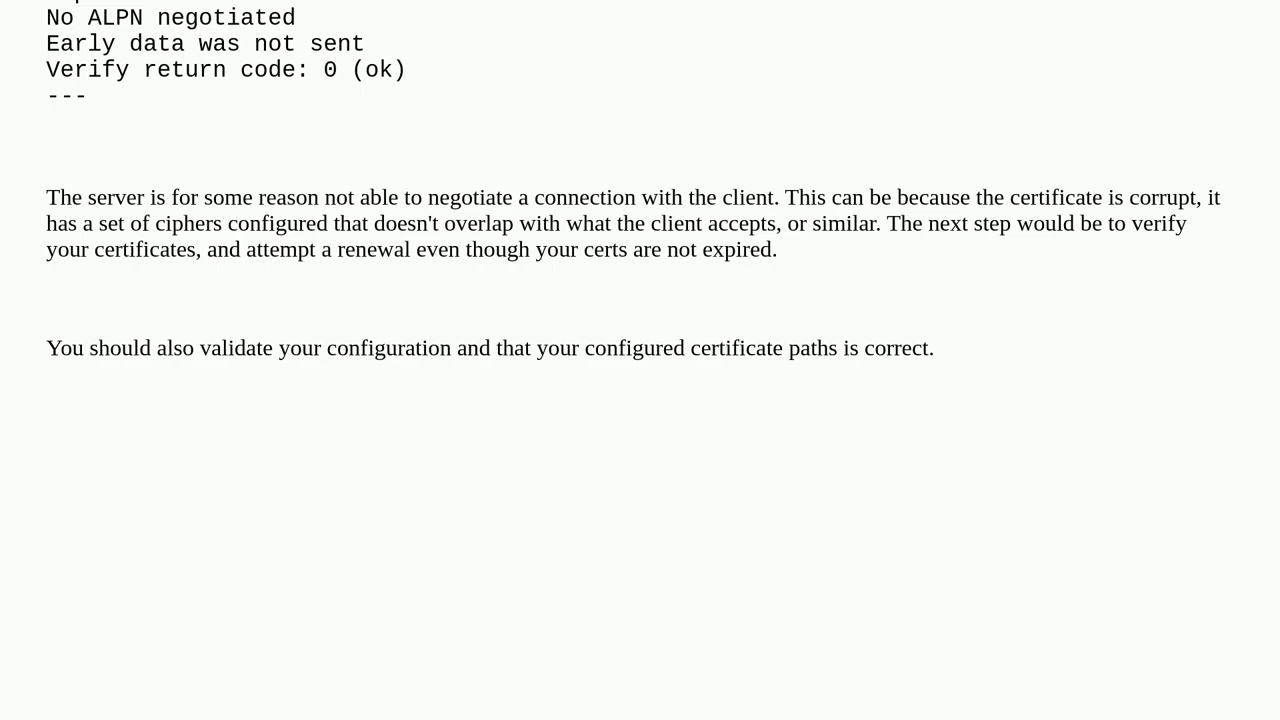 No ALPN negotiated
Early data was not sent
Verify return code: 0 (ok)
---
The server is for some reason not able to negotiate a connection with the client. This can be because the certificate is corrupt, it
has a set of ciphers configured that doesn't overlap with what the client accepts, or similar. The next step would be to verify
your certificates, and attempt a renewal even though your certs are not expired.
You should also validate your configuration and that your configured certificate paths is correct.